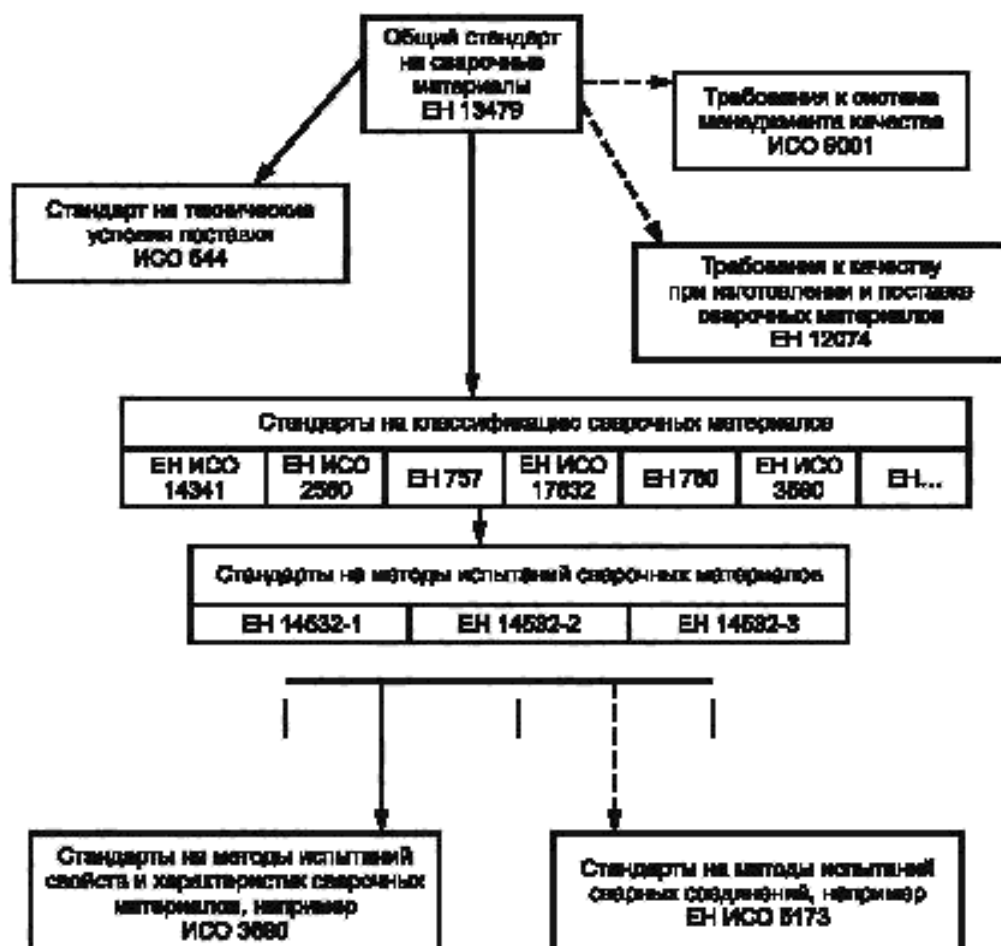 Общий стандарт
на сварочные
материалы
ЕН 13479
Требования к система
менеджмента качества
ИСО 9001
Стандарт на технические
условия поставки
ИСО 544
Требования к качеству
при изготовлении и поставке
сварочных материалов
ЕН 12074
Стандарты на классификацию сварочных материалов
ЕН ИСО
14341
ЕН ИСО
2560
ЕН 757
ЕН ИСО
17632
ЕН 760
ЕН ИСО
3580
ЕН...
Стандарты на методы испытаний сварочных материалов
ЕН 14532-1
ЕН 14532-2
ЕН 14532-3
Стандарты на методы испытаний
свойств и характеристик сварочных
материалов, например
ИСО 3690
Стандарты на методы испытаний
сварных соединений, например
ЕН ИСО 5173